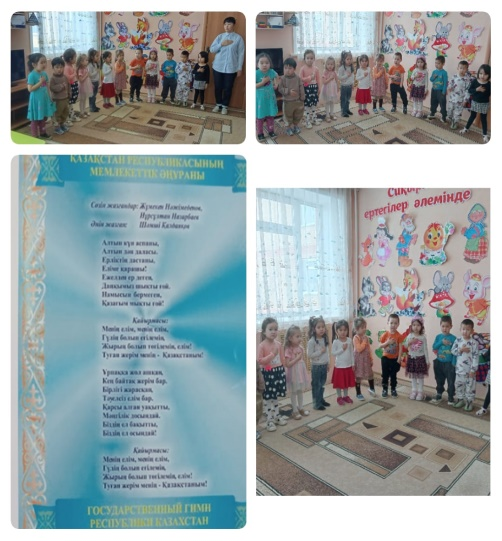 ҚАЗАҚСТАН РЕСПУБЛИКАСЫНЫҢ
МЕМЛЕКЕТТІК ӘНҰРАНЫ
Сөзін жазғандар: Жұмекен Нәжімеденов,
Нұрсұлтан Назарбаев
Әнін жазған: Шәмші Қалдаяқов
Алтын күн аспаны,
Алтын дән даласы.
Ерліктің дастаны,
Еліме қарашы!
Ежелден ер деген,
Даңқымыз шықты ғой.
Намысын бермеген,
Қазағым мықты ғой!
Қайырмасы:
Менің елім, менің елім,
Гүлің болып егілемін,
Жырың болып төгілемін, елім!
Туған жерім менің - Қазақстаным!
Ұрпаққа жол ашқан,
Кең байтақ жерім бар.
Бірлігі жарасқан,
Тәуелсіз елім бар.
Қарсы алған уақытты,
Мәңгілік досындай.
Біздің ел бақытты,
Біздің ел осындай!
Қайырмасы:
Менің елім, менің елім,
Гүлің болып егілемін,
Жырың болып төгілемін, елім!
Туған жерім менің - Қазақстаным!
ГОСУДАРСТВЕННЫЙ ГИМН
РЕСПУБЛИКИ КАЗАХСТАН
ертегілер әлемінде